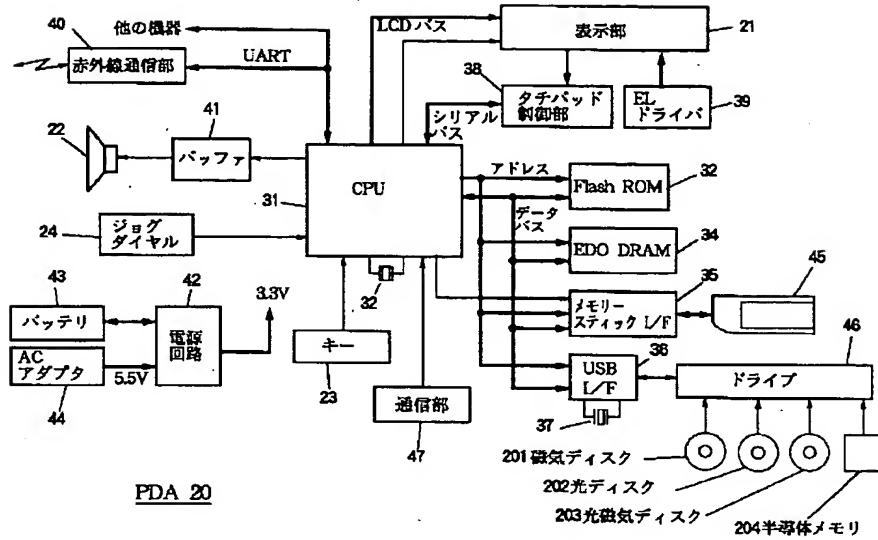 40
他の機器
赤外線通信部
UART
LCDバス
表示部
21
38
タチパッド
制御部
EL
ドライバ
39
シリアル
バス
22
41
バッファ
CPU
31
アドレス
Flash ROM
32
データ
バス
24
ジョグ
ダイヤル
EDO DRAM
34
32
43
バッテリ
42
電源
回路
3.3V
AC
アダプタ
5.5V
44
キー
23
通信部
47
35
メモリー
スティック I/F
45
36
USB
I/F
37
46
ドライブ
201磁気ディスク
202光ディスク
203光磁気ディスク
204半導体メモリ
PDA 20